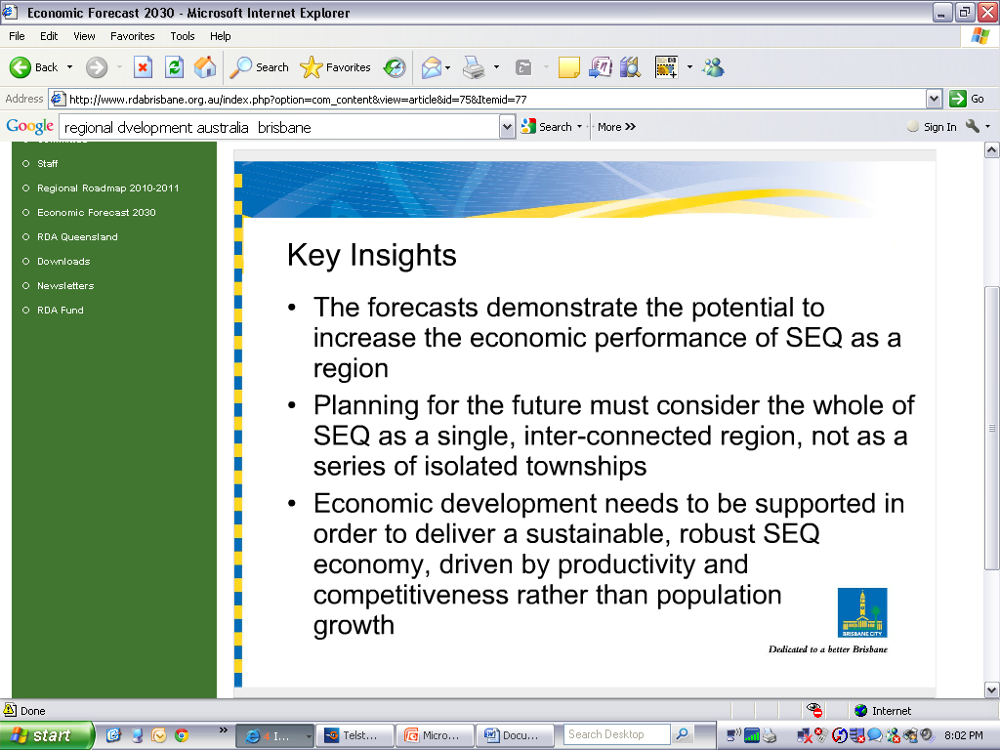 Economic Forecast 2030 - Microsoft Internet Explorer
File Edit View Favorites Tools Help
Back Search Favorites
Address http://www.rdabrisbane.org.au/index.php?option=com_content&view=article&id=75&Itemid=77 Go
Google regional dvelopment australia brisbane Search More >> Sign In
Staff
Regional Roadmap 2010-2011
Economic Forecast 2030
RDA Queensland
Downloads
Newsletters
RDA Fund
Key Insights
• The forecasts demonstrate the potential to
increase the economic performance of SEQ as a
region
• Planning for the future must consider the whole of
SEQ as a single, inter-connected region, not as a
series of isolated townships
• Economic development needs to be supported in
order to deliver a sustainable, robust SEQ
economy, driven by productivity and
competitiveness rather than population
growth
BRISBANE CITY
Dedicated to a better Brisbane
Done Internet
start 4 I... Telst... Micro... Docu... Search Desktop 8:02 PM